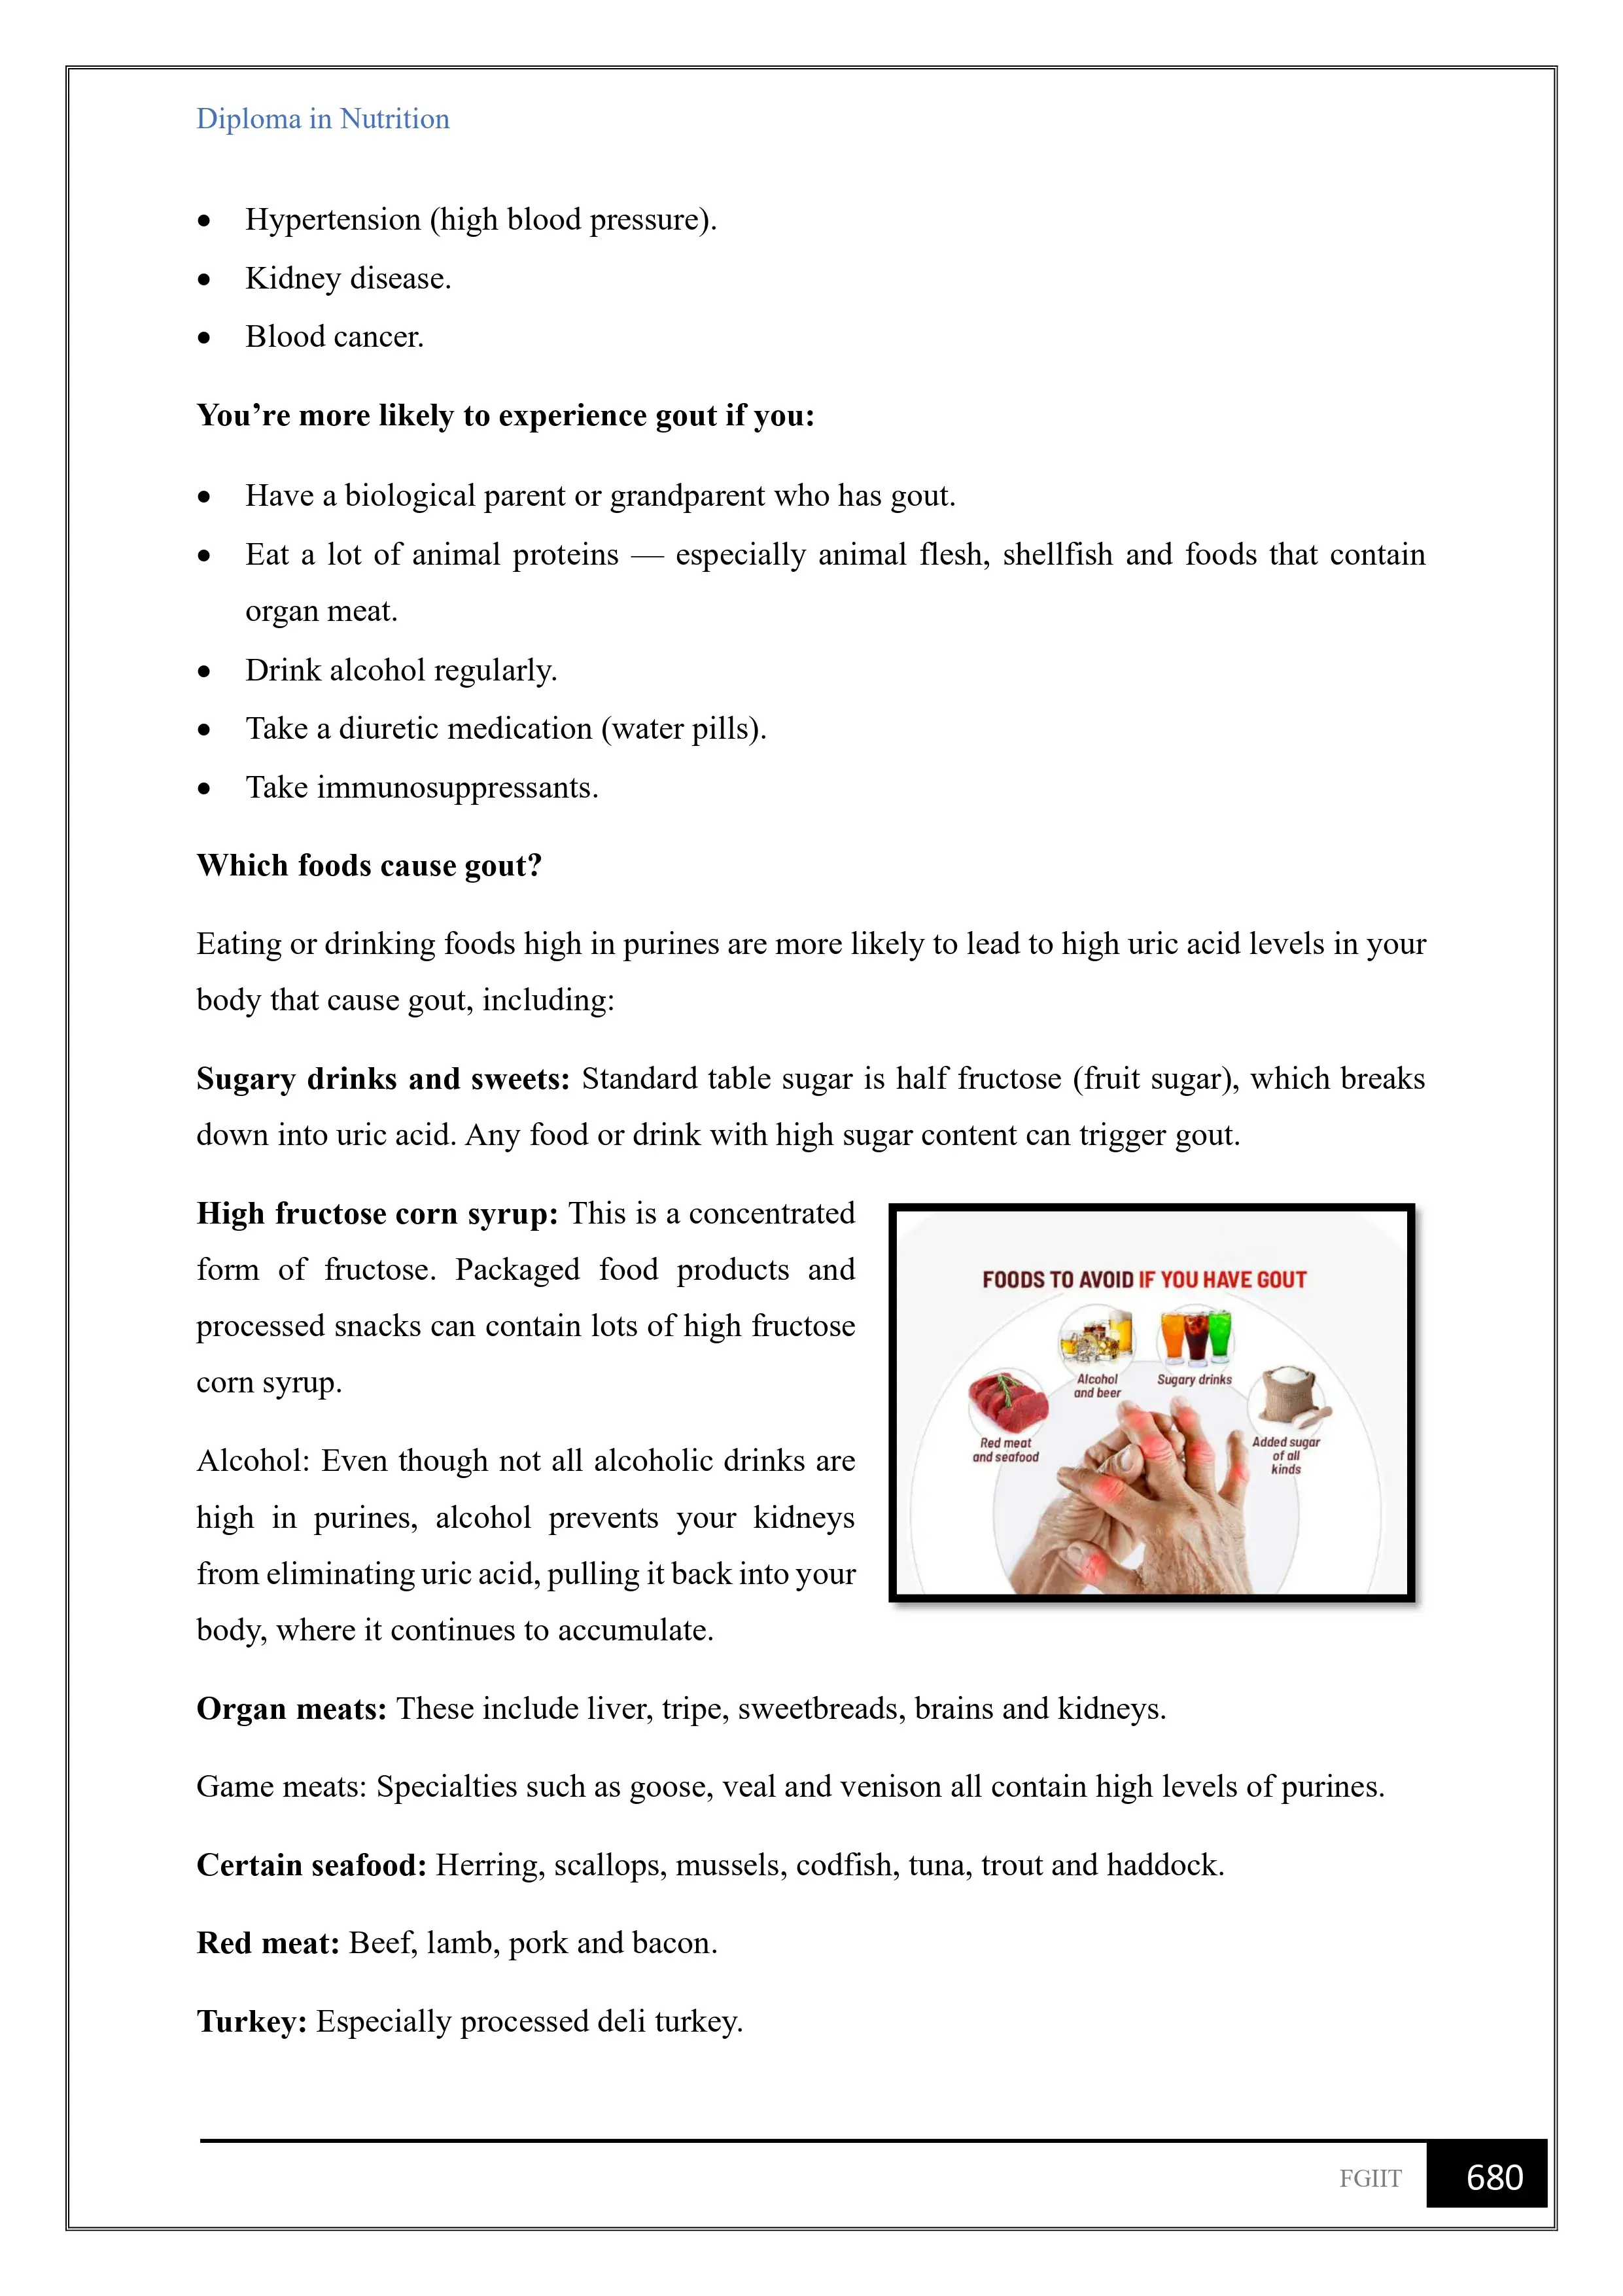 Diploma in Nutrition
• Hypertension (high blood pressure).
• Kidney disease.
• Blood cancer.
You’re more likely to experience gout if you:
• Have a biological parent or grandparent who has gout.
• Eat a lot of animal proteins — especially animal flesh, shellfish and foods that contain
organ meat.
• Drink alcohol regularly.
• Take a diuretic medication (water pills).
• Take immunosuppressants.
Which foods cause gout?
Eating or drinking foods high in purines are more likely to lead to high uric acid levels in your
body that cause gout, including:
Sugary drinks and sweets: Standard table sugar is half fructose (fruit sugar), which breaks
down into uric acid. Any food or drink with high sugar content can trigger gout.
High fructose corn syrup: This is a concentrated
form of fructose. Packaged food products and
processed snacks can contain lots of high fructose
corn syrup.
Alcohol: Even though not all alcoholic drinks are
high in purines, alcohol prevents your kidneys
from eliminating uric acid, pulling it back into your
body, where it continues to accumulate.
FOODS TO AVOID IF YOU HAVE GOUT
Alcohol
and beer
Sugary drinks
Red meat
and seafood
Added sugar
of all
kinds
Organ meats: These include liver, tripe, sweetbreads, brains and kidneys.
Game meats: Specialties such as goose, veal and venison all contain high levels of purines.
Certain seafood: Herring, scallops, mussels, codfish, tuna, trout and haddock.
Red meat: Beef, lamb, pork and bacon.
Turkey: Especially processed deli turkey.
FGIIT 680